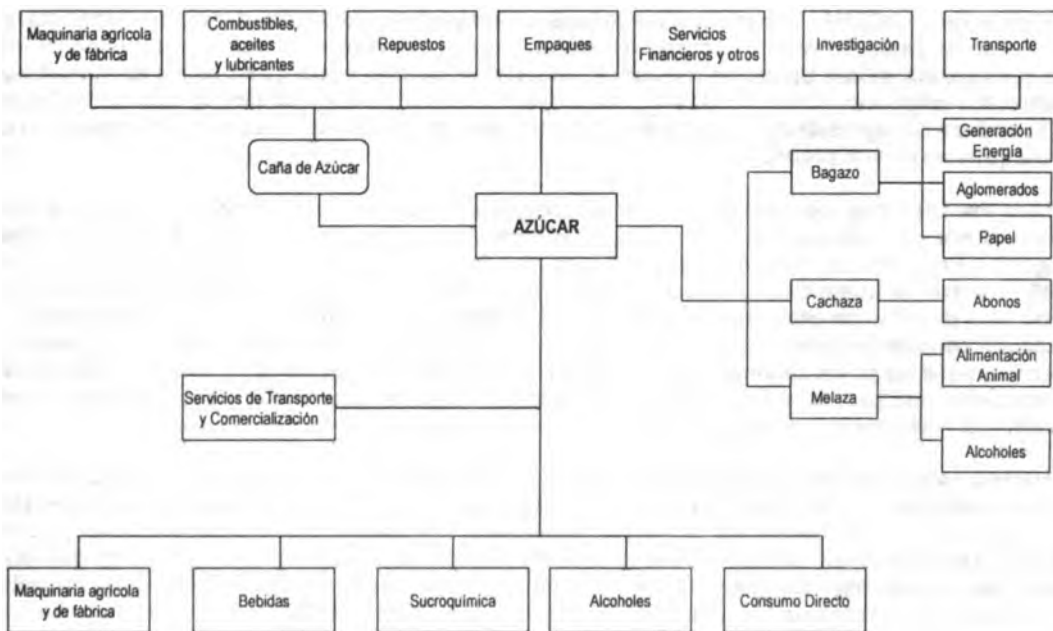 Maquinaria agrícola
y de fábrica
Combustibles,
aceites
y lubricantes
Repuestos
Empaques
Servicios
Financieros y otros
Investigación
Transporte
Caña de Azúcar
AZÚCAR
Bagazo
Generación
Energía
Aglomerados
Papel
Cachaza
Abonos
Melaza
Alimentación
Animal
Alcoholes
Servicios de Transporte
y Comercialización
Maquinaria agrícola
y de fábrica
Bebidas
Sucroquímica
Alcoholes
Consumo Directo